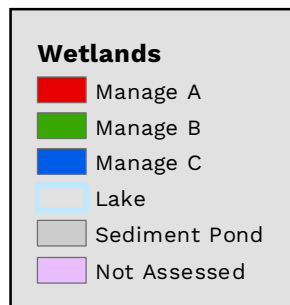 Wetlands
Manage A
Manage B
Manage C
Lake
Sediment Pond
Not Assessed